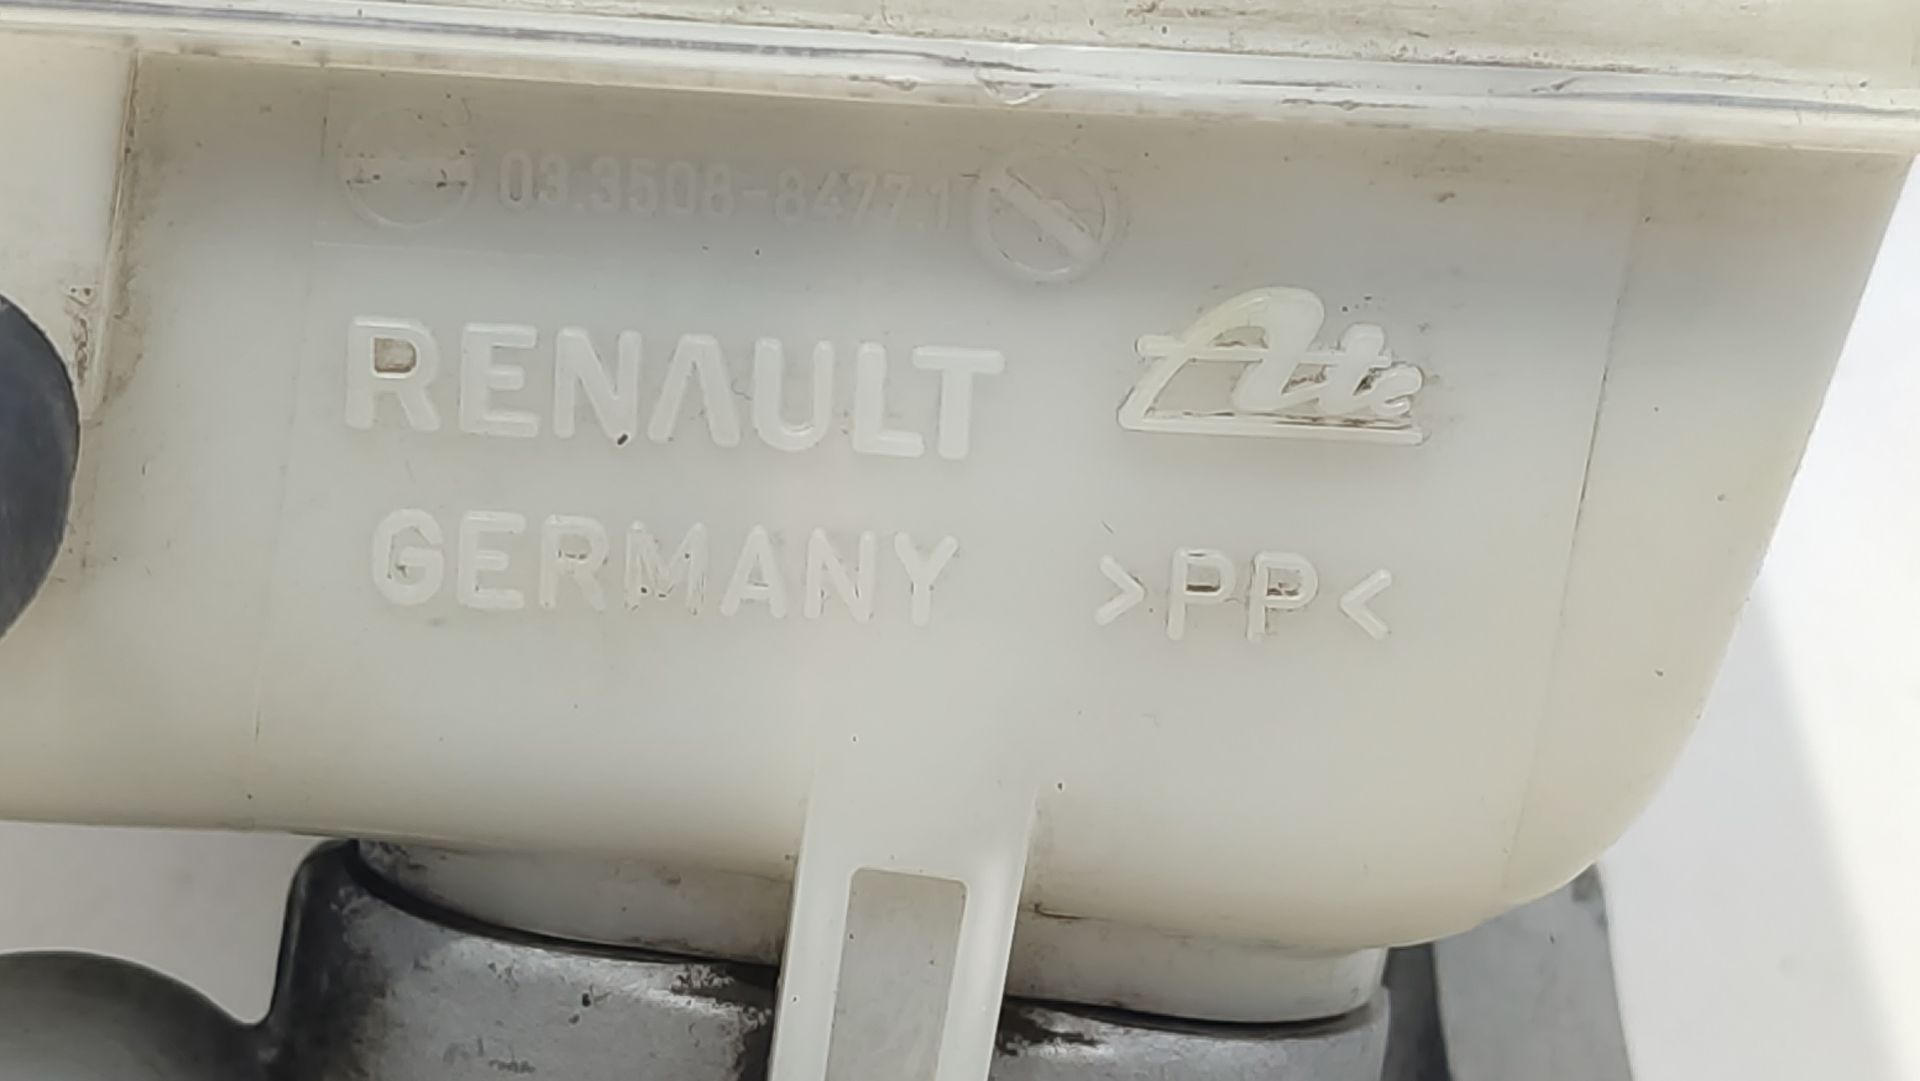 03.3508-8477.1
RENAULT Ate
GERMANY >PP<